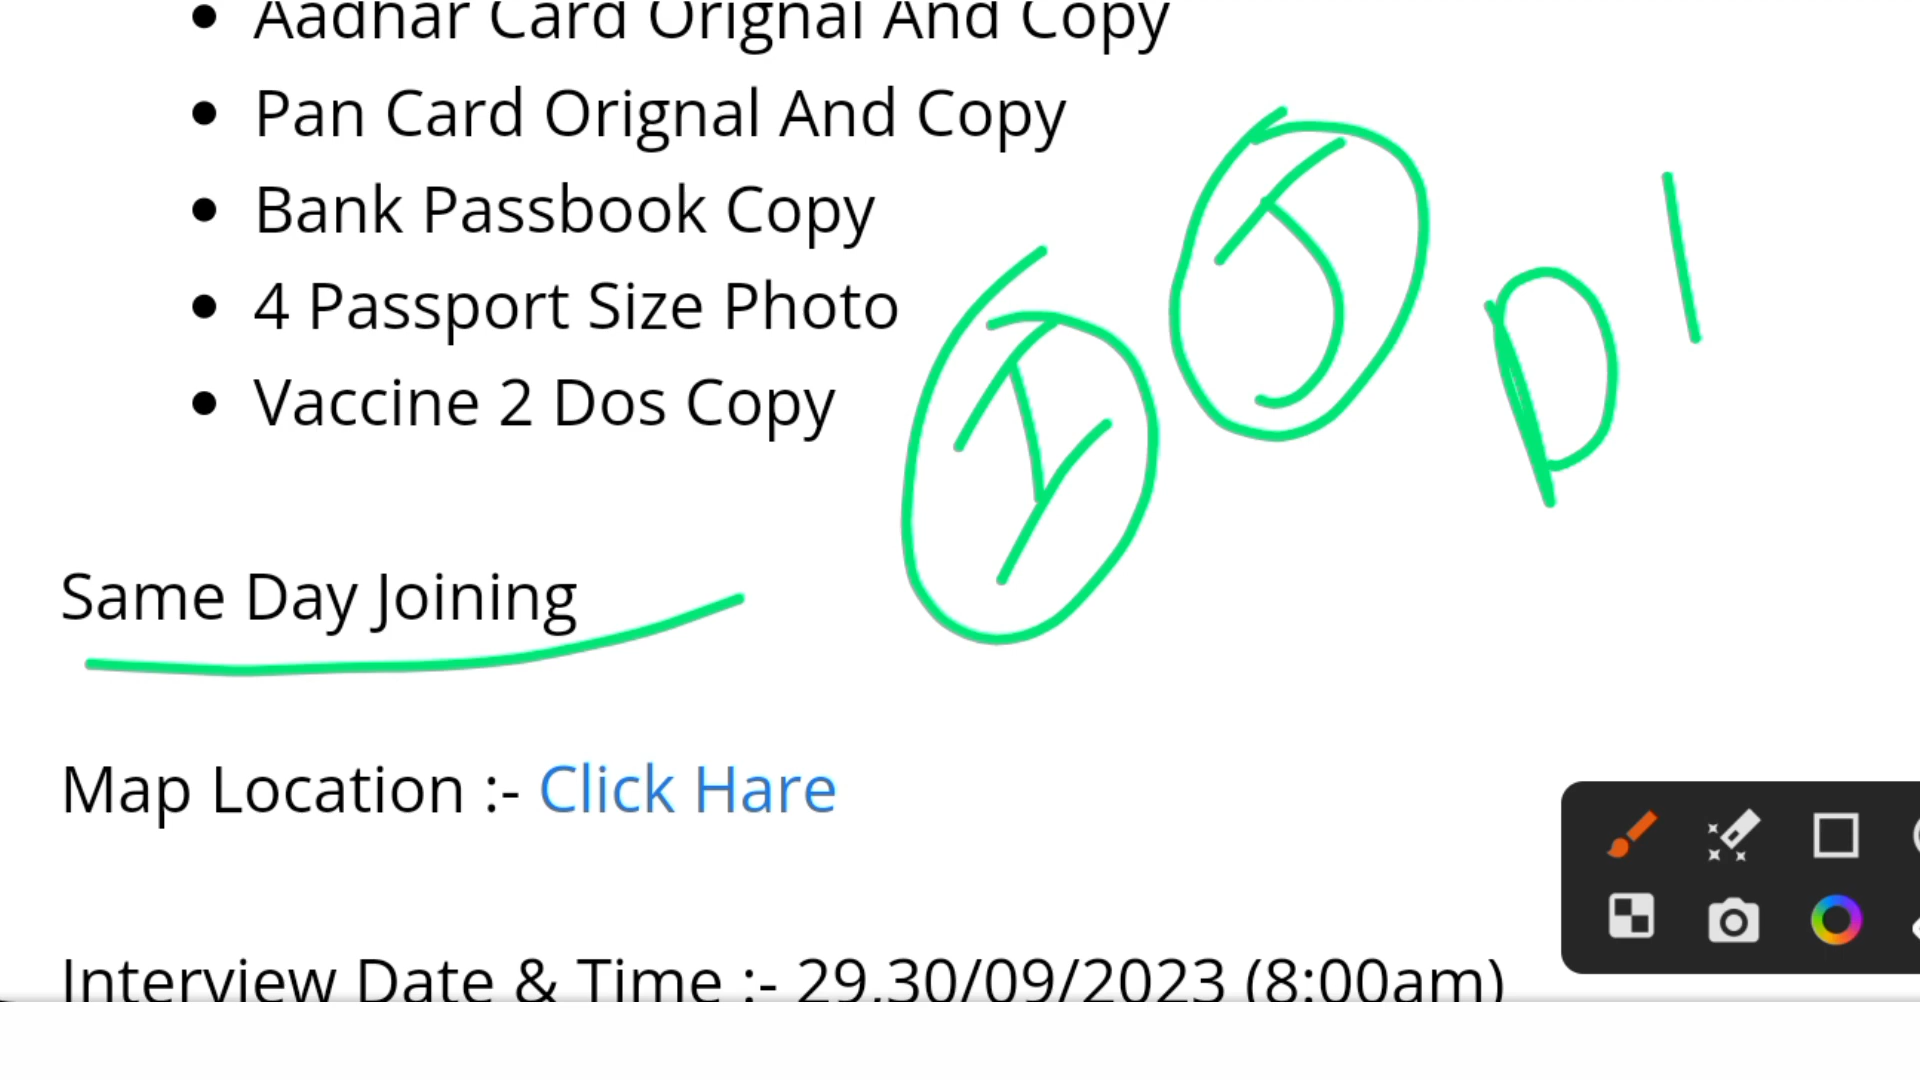 Aadhar Card Orignal And Copy
Pan Card Orignal And Copy
Bank Passbook Copy
4 Passport Size Photo
Vaccine 2 Dos Copy
I J D I
Same Day Joining
Map Location :- Click Hare
Interview Date & Time :- 29,30/09/2023 (8:00am)